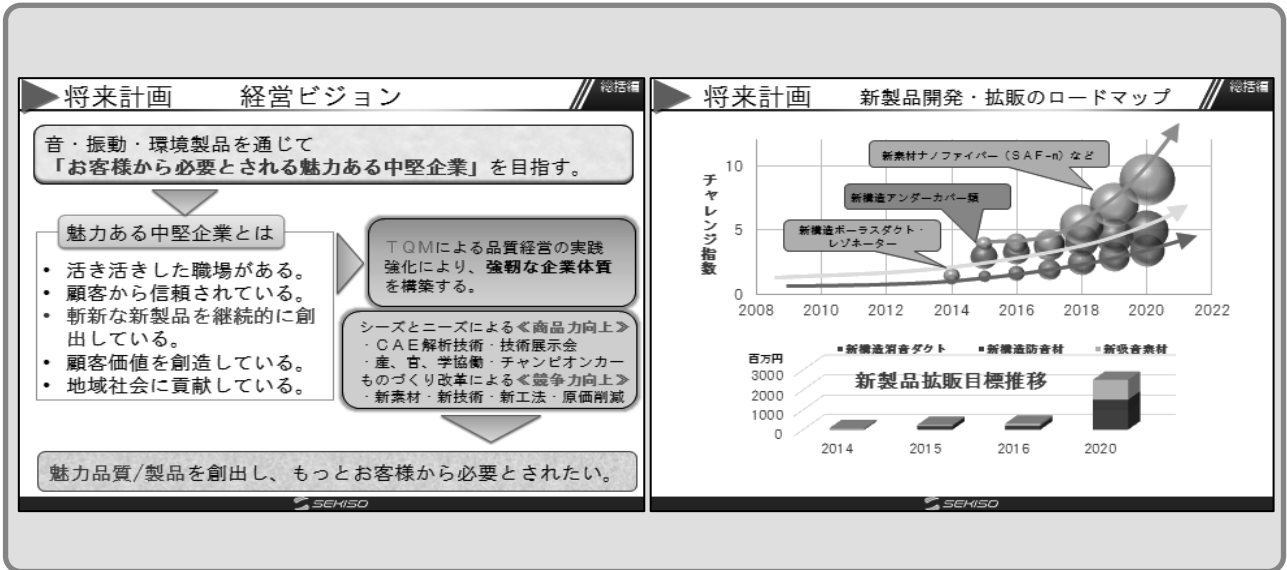 将来計画 経営ビジョン
総括編
音・振動・環境製品を通じて
「お客様から必要とされる魅力ある中堅企業」を目指す。
魅力ある中堅企業とは
• 活き活きした職場がある。
• 顧客から信頼されている。
• 斬新な新製品を継続的に創
出している。
• 顧客価値を創造している。
• 地域社会に貢献している。
TQMによる品質経営の実践
強化により、強靭な企業体質
を構築する。
シーズとニーズによる≪商品力向上≫
・CAE解析技術・技術展示会
・産、官、学協働・チャンピオンカー
ものづくり改革による≪競争力向上≫
・新素材・新技術・新工法・原価削減
魅力品質/製品を創出し、もっとお客様から必要とされたい。
SEKISO
将来計画 新製品開発・拡販のロードマップ
総括編
チャレンジ指数
10
5
0
新素材ナノファイバー（SAF-n）など
新構造アンダーカバー類
新構造ポーラスダクト・
レゾネーター
2008 2010 2012 2014 2016 2018 2020 2022
百万円
■新構造消音ダクト ■新構造防音材 ■新吸音素材
新製品拡販目標推移
3000
2000
1000
0
2014 2015 2016 2020
SEKISO